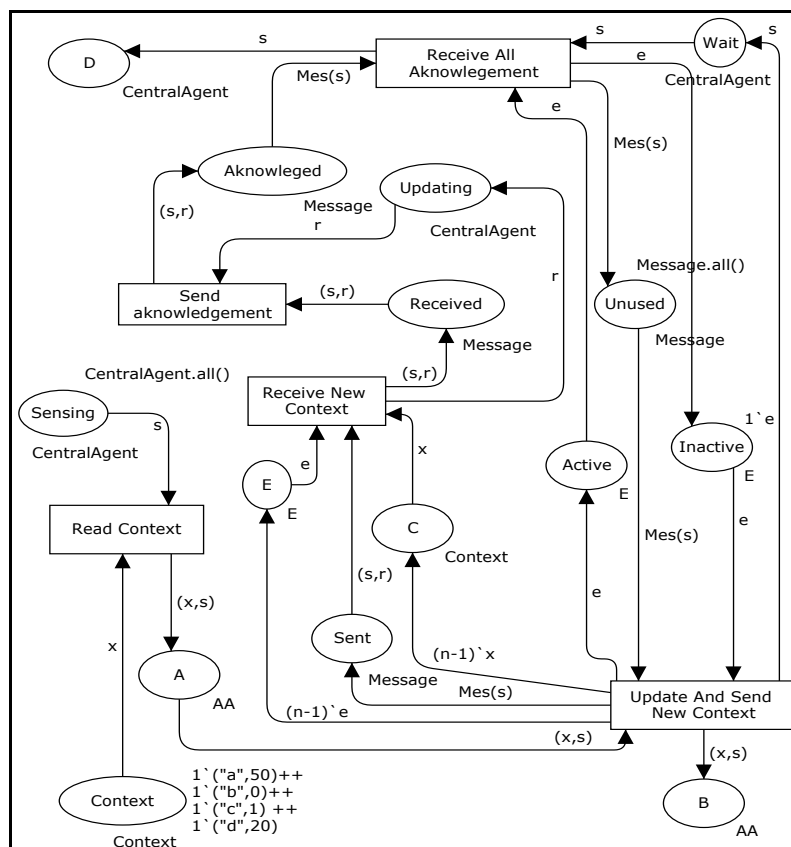 s
s
s
D
Receive All
Aknowlegement
Wait
e
CentralAgent
Mes(s)
CentralAgent
e
Mes(s)
Aknowleged
Updating
(s,r)
Message
r
CentralAgent
r
Message.all()
Send
aknowledgement
(s,r)
Received
Unused
Message
Message
CentralAgent.all()
(s,r)
Receive New
Context
Sensing
s
1`e
CentralAgent
x
Inactive
Active
e
E
E
E
E
Read Context
C
e
Context
Mes(s)
(s,r)
(x,s)
x
e
Sent
(n-1)`x
A
Message
Update And Send
New Context
AA
Mes(s)
(n-1)`e
(x,s)
(x,s)
1`("a",50)++
1`("b",0)++
1`("c",1) ++
1`("d",20)
Context
B
Context
AA